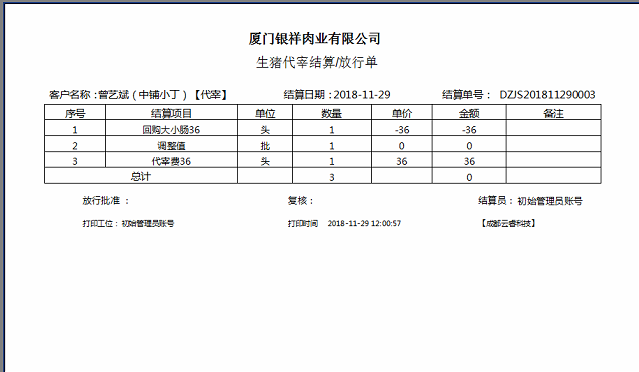 厦门银祥肉业有限公司
生猪代宰结算/放行单
客户名称：曾艺斌（中铺小丁）【代宰】 结算日期：2018-11-29 结算单号： DZJS201811290003
序号 结算项目 单位 数量 单价 金额 备注
1 回购大小肠36 头 1 -36 -36
2 调整值 批 1 0 0
3 代宰费36 头 1 36 36
总计 3 0
放行批准 ： 复核： 结算员： 初始管理员账号
打印工位： 初始管理员账号 打印时间 2018-11-29 12:00:57 【成都云睿科技】